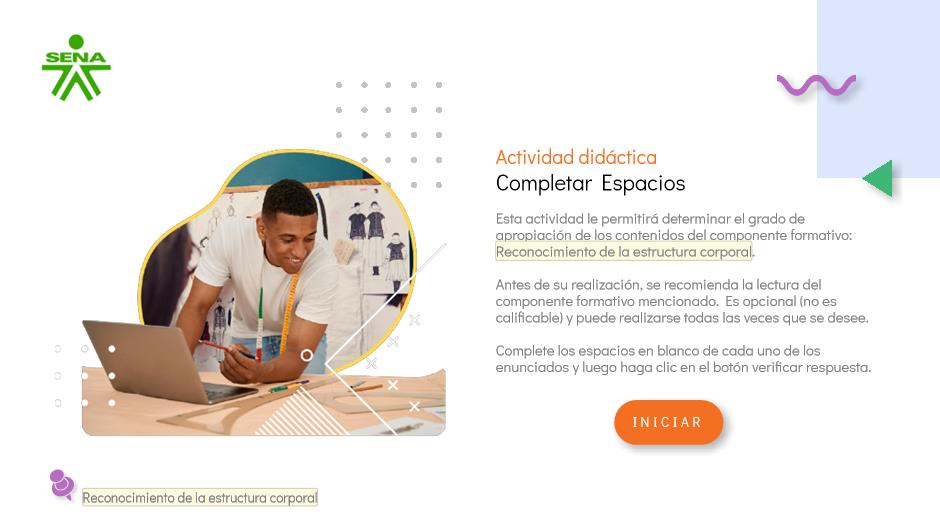 SENA
Actividad didáctica
Completar Espacios
Esta actividad le permitirá determinar el grado de
apropiación de los contenidos del componente formativo:
Reconocimiento de la estructura corporal.
Antes de su realización, se recomienda la lectura del
componente formativo mencionado. Es opcional (no es
calificable) y puede realizarse todas las veces que se desee.
Complete los espacios en blanco de cada uno de los
enunciados y luego haga clic en el botón verificar respuesta.
INICIAR
Reconocimiento de la estructura corporal